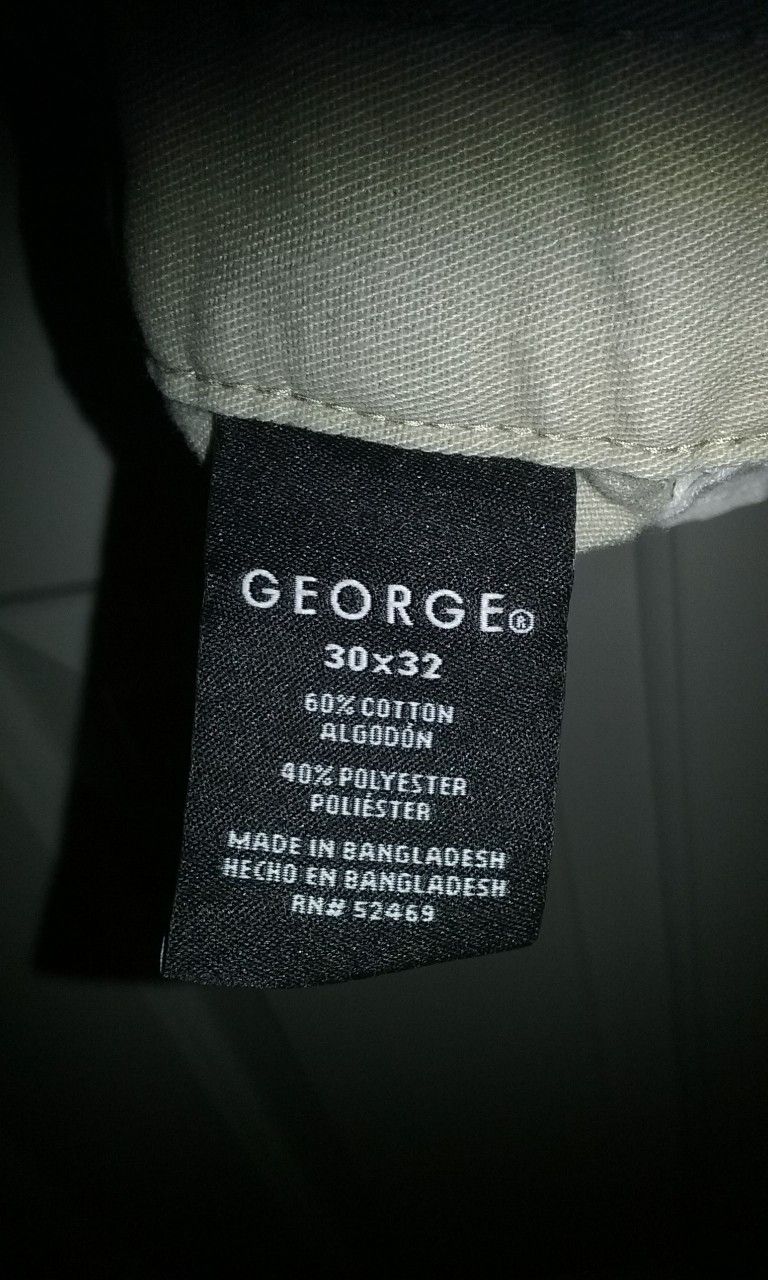 GEORGE®
30x32
60% COTTON
ALGODÓN
40% POLYESTER
POLIÉSTER
MADE IN BANGLADESH
HECHO EN BANGLADESH
RN# 52469